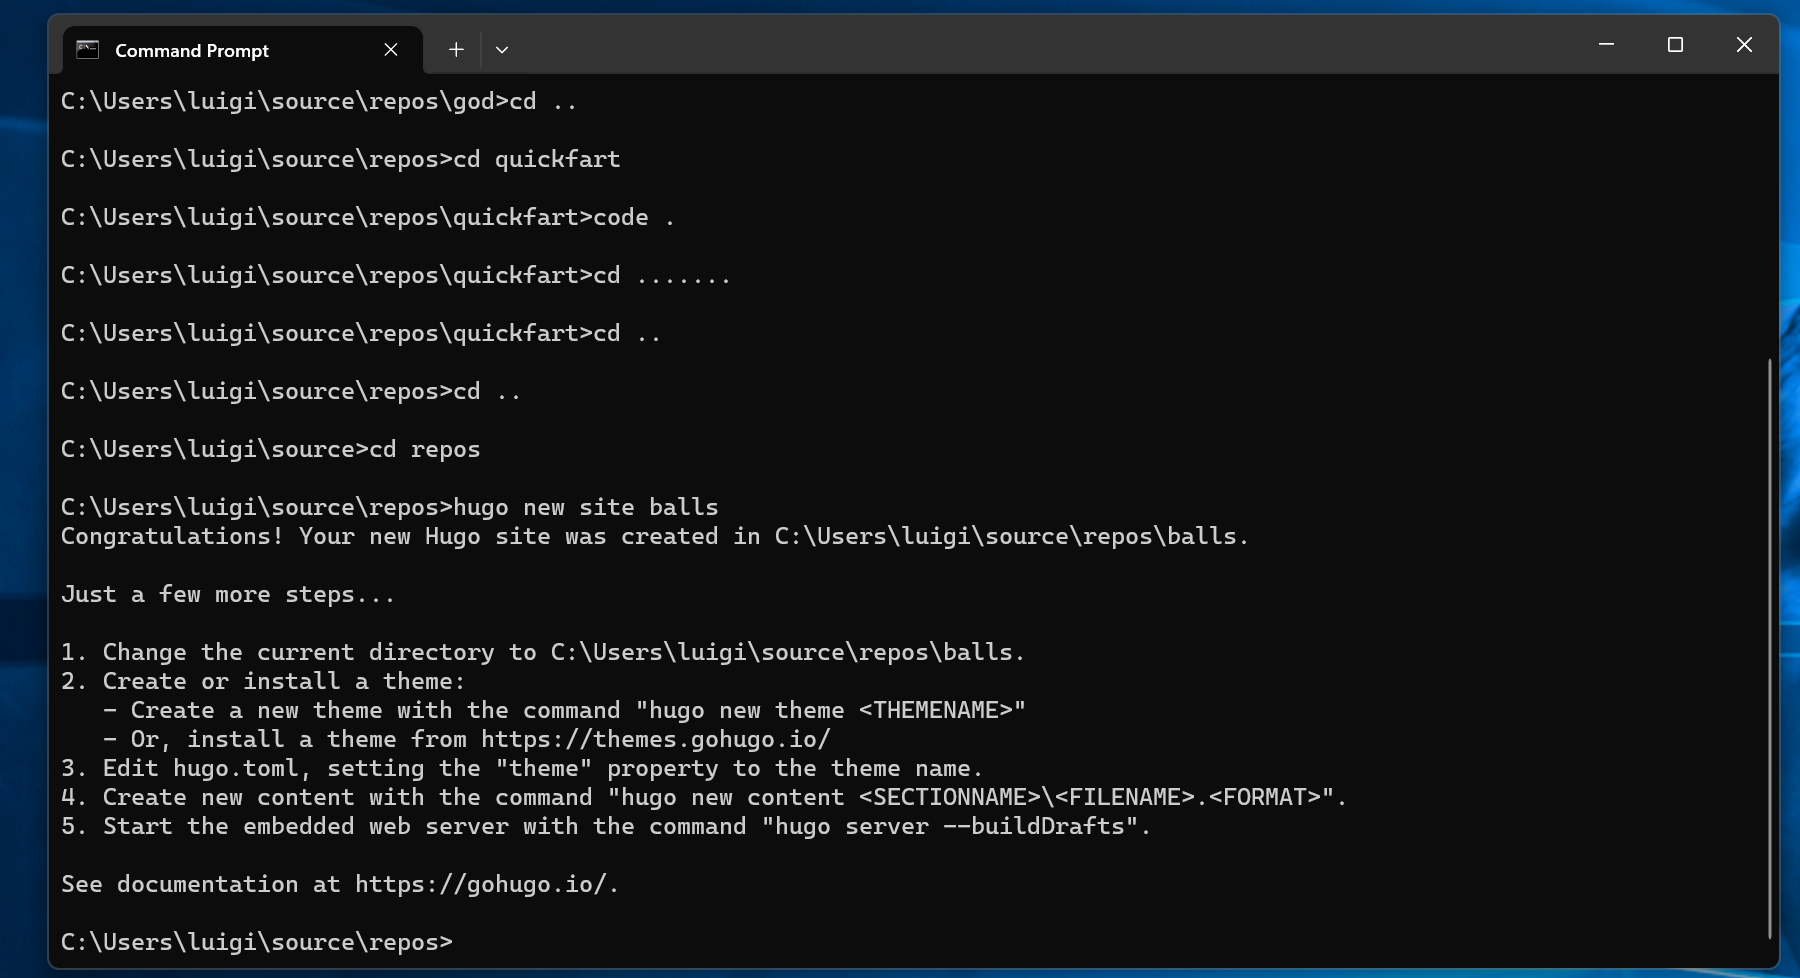 Command Prompt
C:\Users\luigi\source\repos\god>cd ..
C:\Users\luigi\source\repos>cd quickfart
C:\Users\luigi\source\repos\quickfart>code .
C:\Users\luigi\source\repos\quickfart>cd .......
C:\Users\luigi\source\repos\quickfart>cd ..
C:\Users\luigi\source\repos>cd ..
C:\Users\luigi\source>cd repos
C:\Users\luigi\source\repos>hugo new site balls
Congratulations! Your new Hugo site was created in C:\Users\luigi\source\repos\balls.
Just a few more steps...
1. Change the current directory to C:\Users\luigi\source\repos\balls.
2. Create or install a theme:
   - Create a new theme with the command "hugo new theme <THEMENAME>"
   - Or, install a theme from https://themes.gohugo.io/
3. Edit hugo.toml, setting the "theme" property to the theme name.
4. Create new content with the command "hugo new content <SECTIONNAME>\<FILENAME>.<FORMAT>".
5. Start the embedded web server with the command "hugo server --buildDrafts".
See documentation at https://gohugo.io/.
C:\Users\luigi\source\repos>